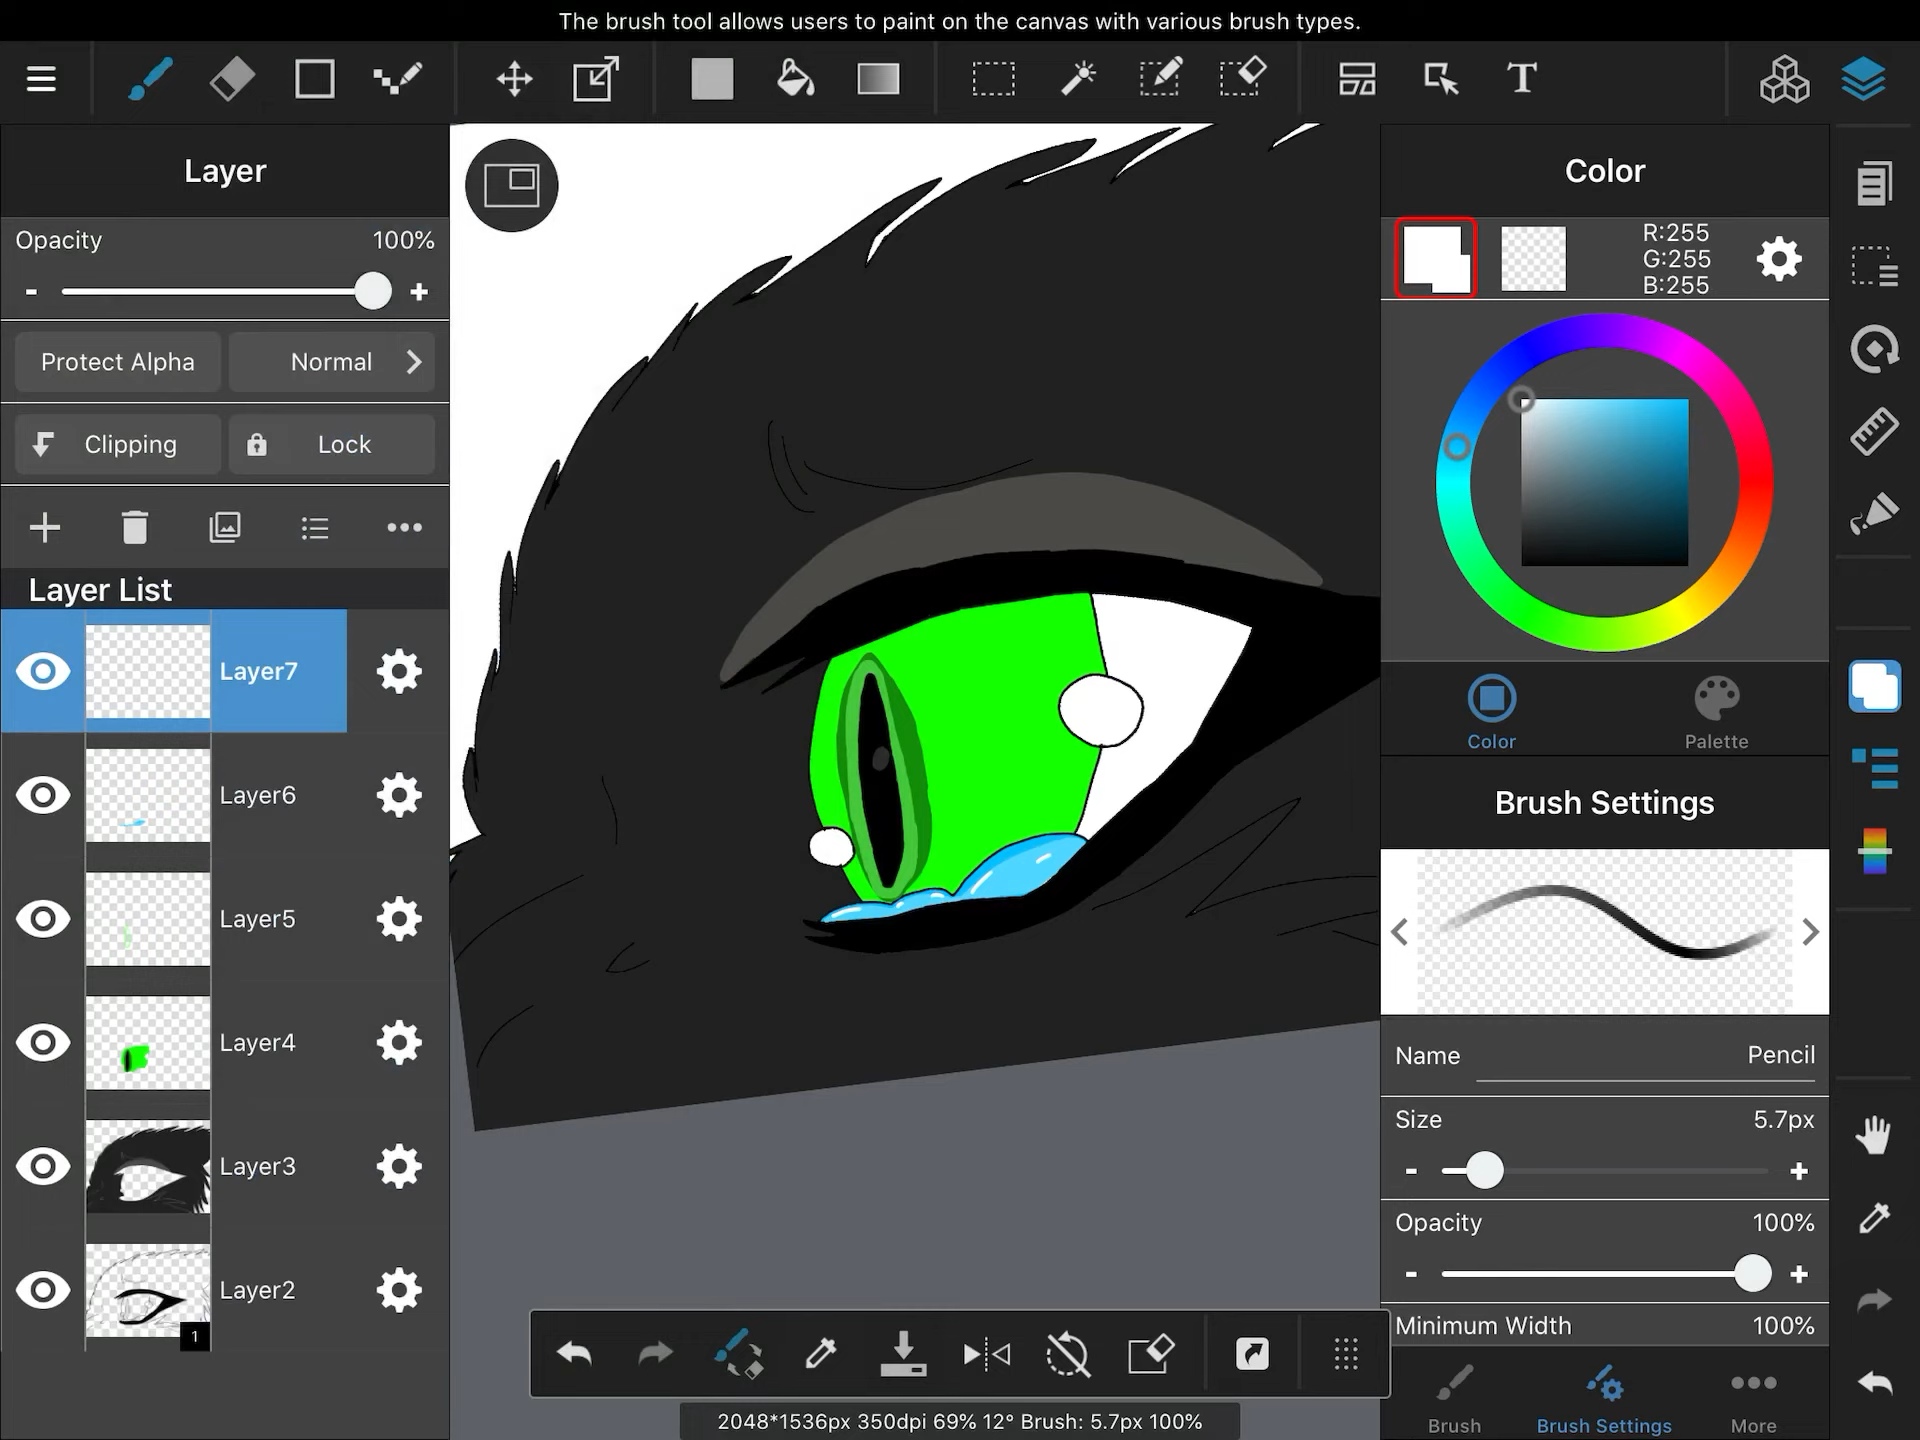 The brush tool allows users to paint on the canvas with various brush types.
T
Layer
Opacity 100%
- +
Protect Alpha Normal
Clipping Lock
Layer List
Layer7
Layer6
Layer5
Layer4
Layer3
Layer2
1
Color
R:255
G:255
B:255
Color Palette
Brush Settings
Name Pencil
Size 5.7px
- +
Opacity 100%
- +
Minimum Width 100%
Brush Brush Settings More
2048*1536px 350dpi 69% 12° Brush: 5.7px 100%